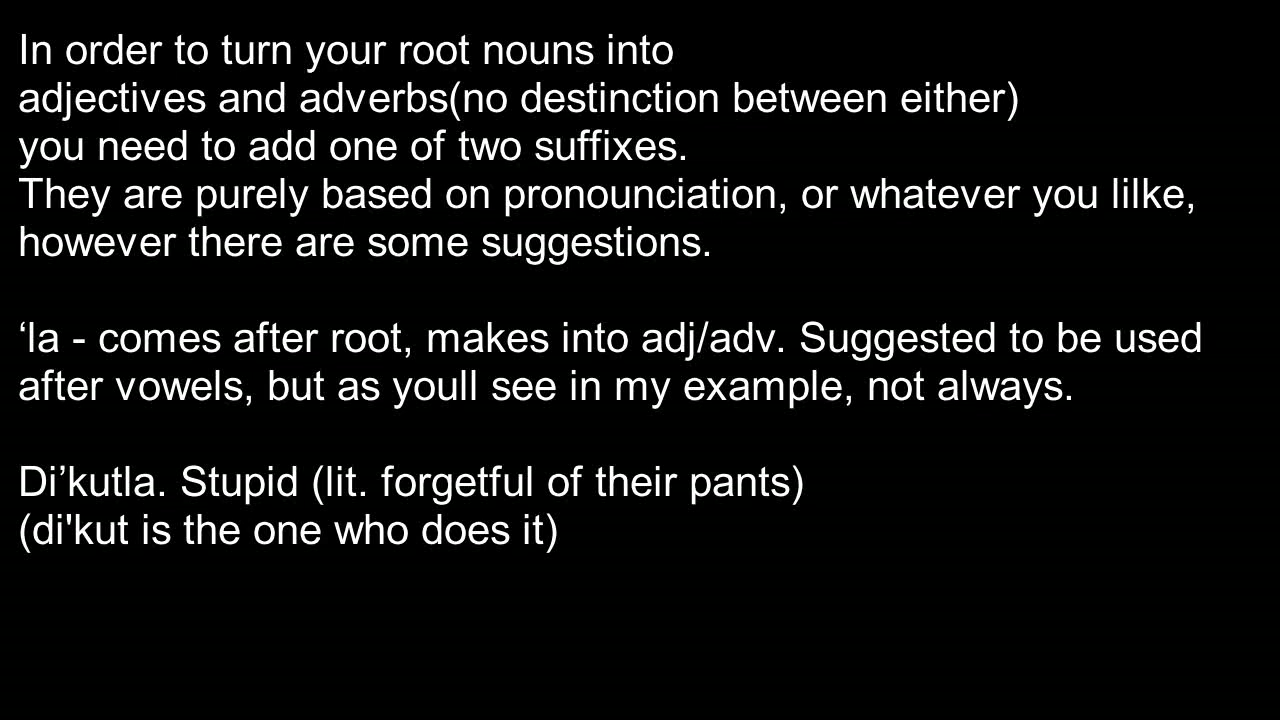 In order to turn your root nouns into
adjectives and adverbs(no destinction between either)
you need to add one of two suffixes.
They are purely based on pronounciation, or whatever you lilke,
however there are some suggestions.
‘la - comes after root, makes into adj/adv. Suggested to be used
after vowels, but as youll see in my example, not always.
Di’kutla. Stupid (lit. forgetful of their pants)
(di'kut is the one who does it)